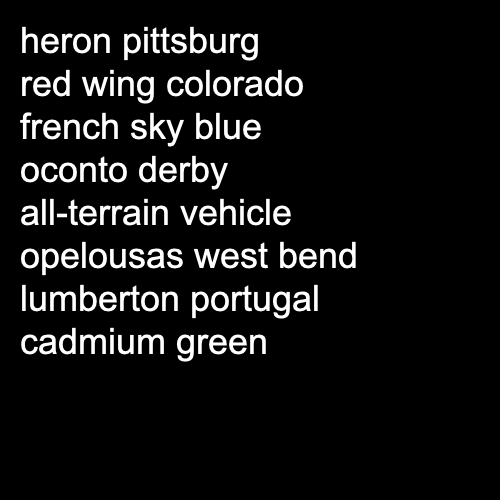 heron pittsburg
red wing colorado
french sky blue
oconto derby
all-terrain vehicle
opelousas west bend
lumberton portugal
cadmium green